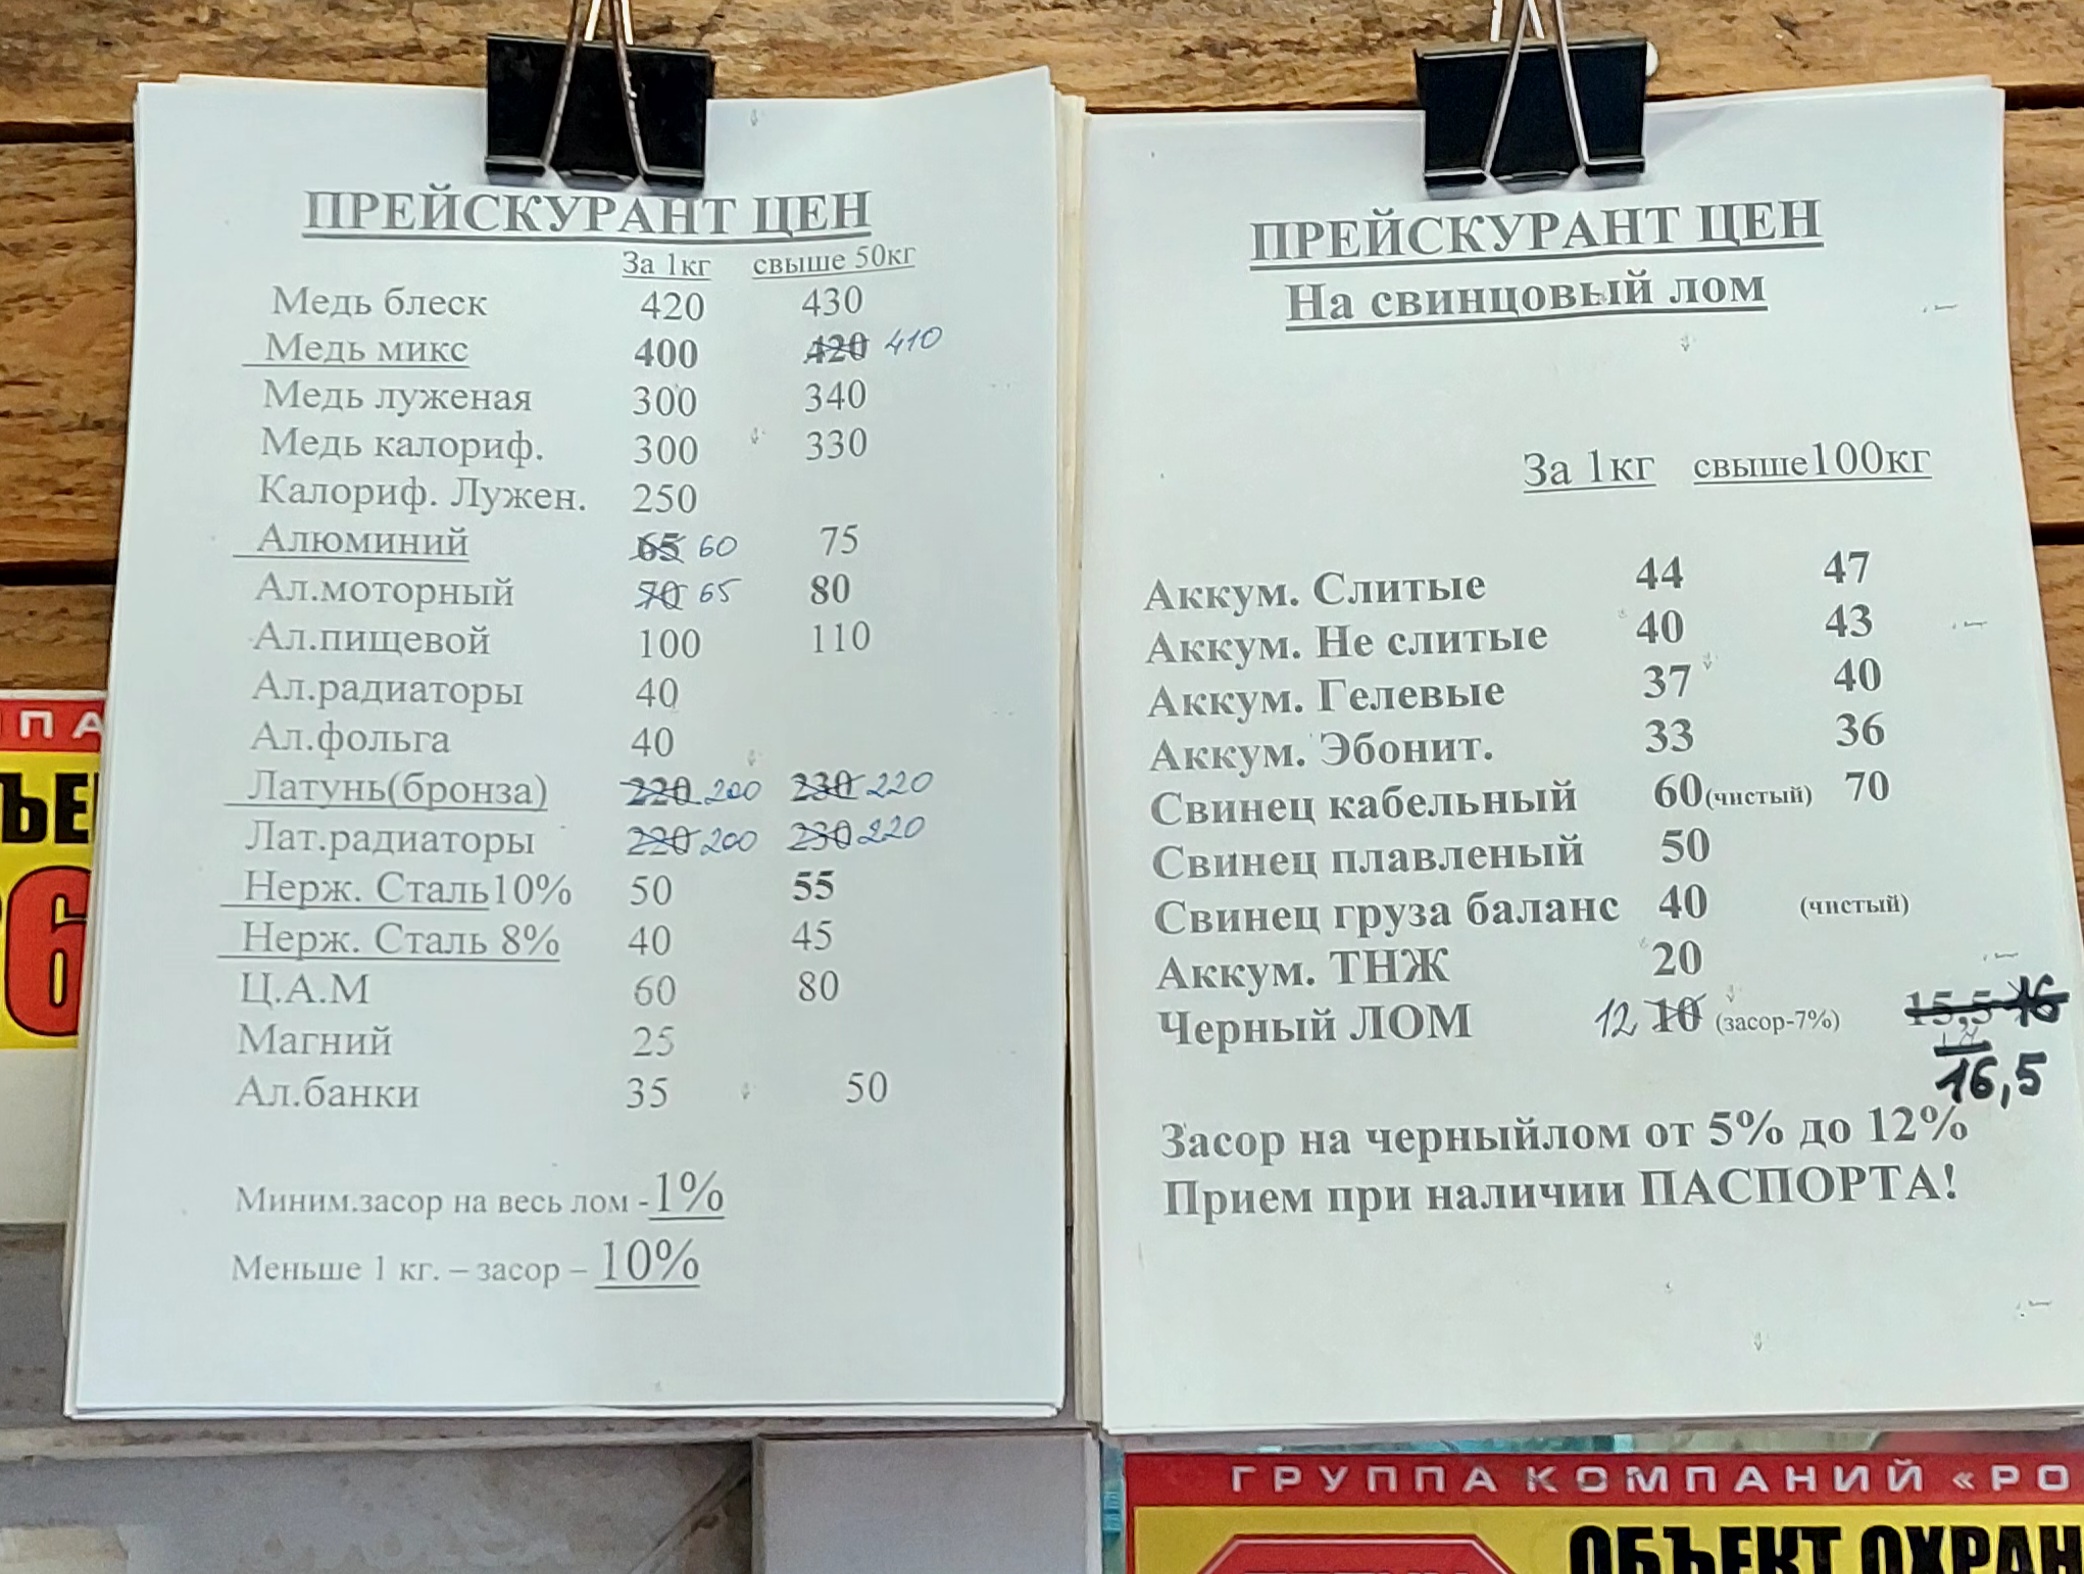 ПРЕЙСКУРАНТ ЦЕН
За 1кг свыше 50кг
Медь блеск 420 430
Медь микс 400 420 410
Медь луженая 300 340
Медь калориф. 300 330
Калориф. Лужен. 250
Алюминий 65 60 75
Ал.моторный 70 65 80
Ал.пищевой 100 110
Ал.радиаторы 40
Ал.фольга 40
Латунь(бронза) 220 200 230 220
Лат.радиаторы 220 200 230 220
Нерж. Сталь10% 50 55
Нерж. Сталь 8% 40 45
Ц.А.М 60 80
Магний 25
Ал.банки 35 50
Миним.засор на весь лом -1%
Меньше 1 кг. – засор – 10%
ПРЕЙСКУРАНТ ЦЕН
На свинцовый лом
За 1кг свыше100кг
Аккум. Слитые 44 47
Аккум. Не слитые 40 43
Аккум. Гелевые 37 40
Аккум. Эбонит. 33 36
Свинец кабельный 60(чистый) 70
Свинец плавленый 50
Свинец груза баланс 40 (чистый)
Аккум. ТНЖ 20
Черный ЛОМ 12 10 (засор-7%) 15,5 16
16,5
Засор на черныйлом от 5% до 12%
Прием при наличии ПАСПОРТА!
ПА
ЪЕ
6
ГРУППА КОМПАНИЙ «РО
ОБЪЕКТ ОХРАН